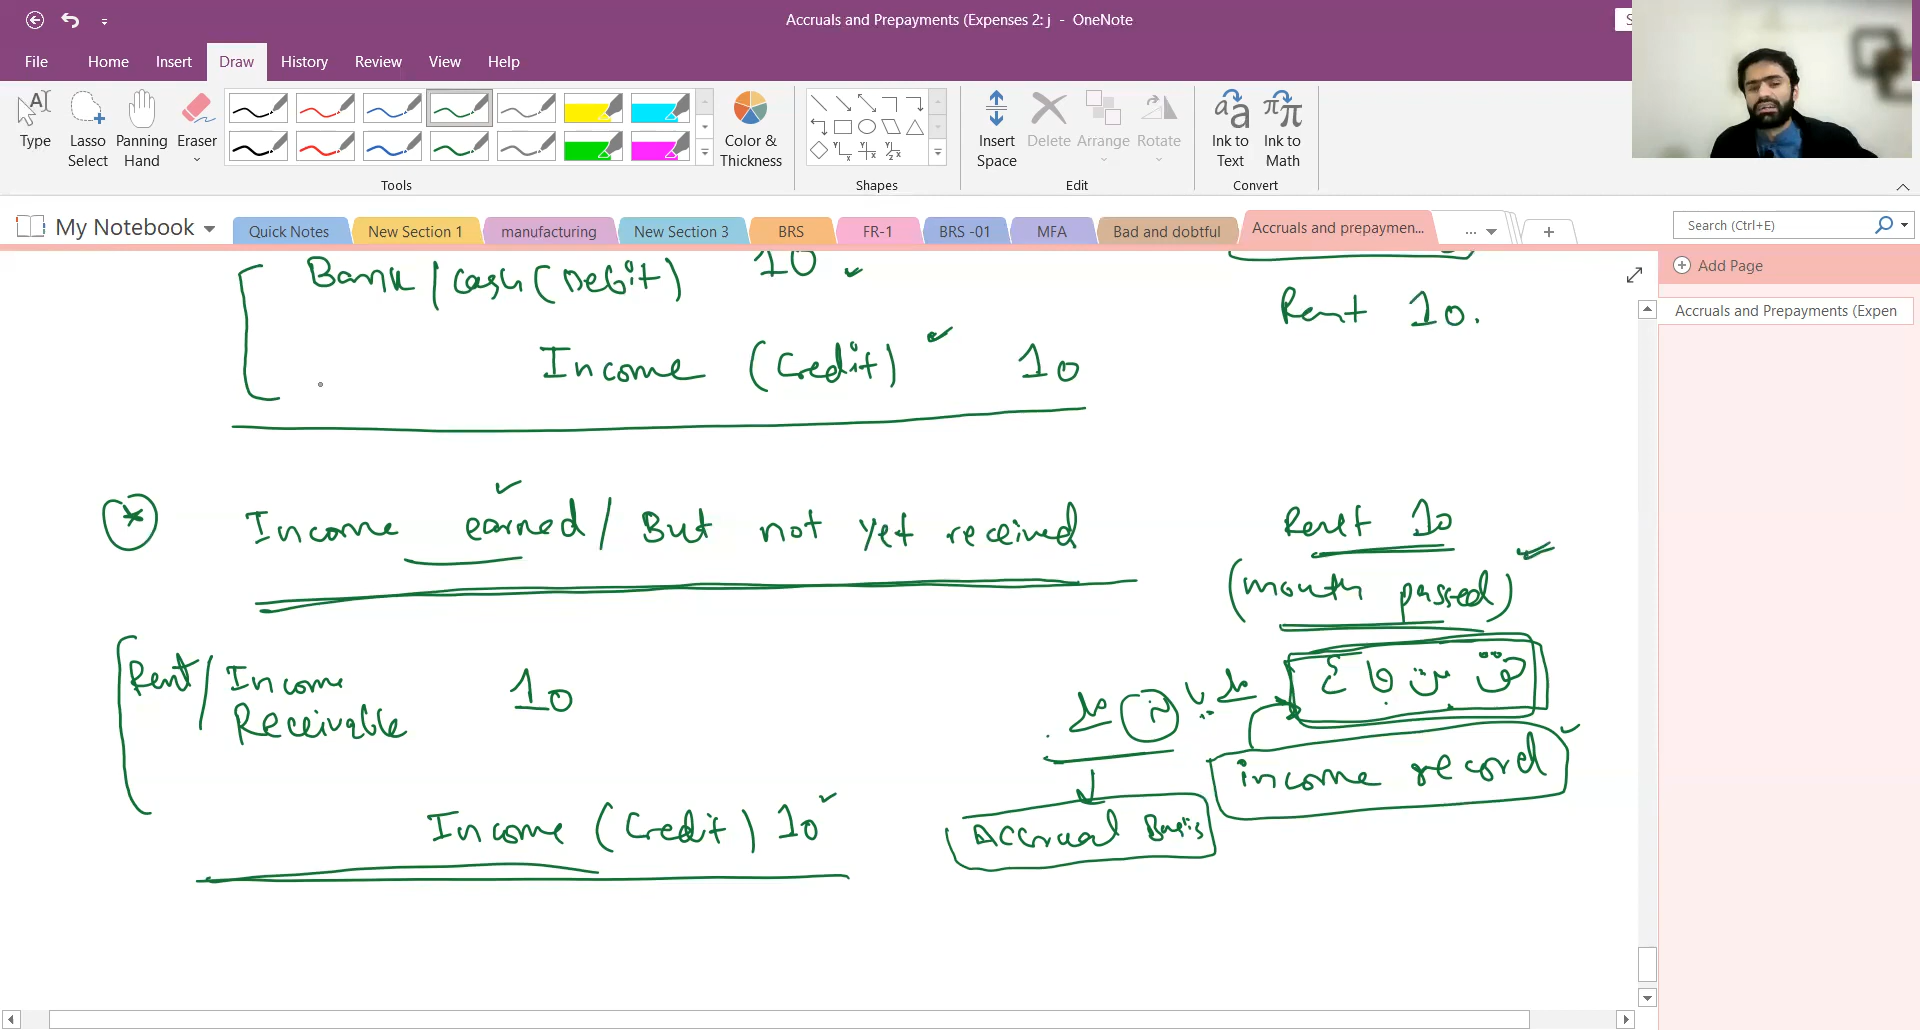 Accruals and Prepayments (Expenses 2: j - OneNote
File Home Insert Draw History Review View Help
Type
Lasso Select
Panning Hand
Eraser
Color & Thickness
Insert Space
Delete
Arrange
Rotate
Ink to Text
Ink to Math
Tools Shapes Edit Convert
My Notebook
Quick Notes New Section 1 manufacturing New Section 3 BRS FR-1 BRS -01 MFA Bad and dobtful Accruals and prepaymen... ...
Search (Ctrl+E)
Add Page
Accruals and Prepayments (Expen
Bank / Cash (Debit) 10
Rent 10.
Income (Credit) 10
Income earned / But not yet received
Rent 10
(month passed)
Rent / Income Receivable 10
income record
Income (Credit) 10
Accrual Basis